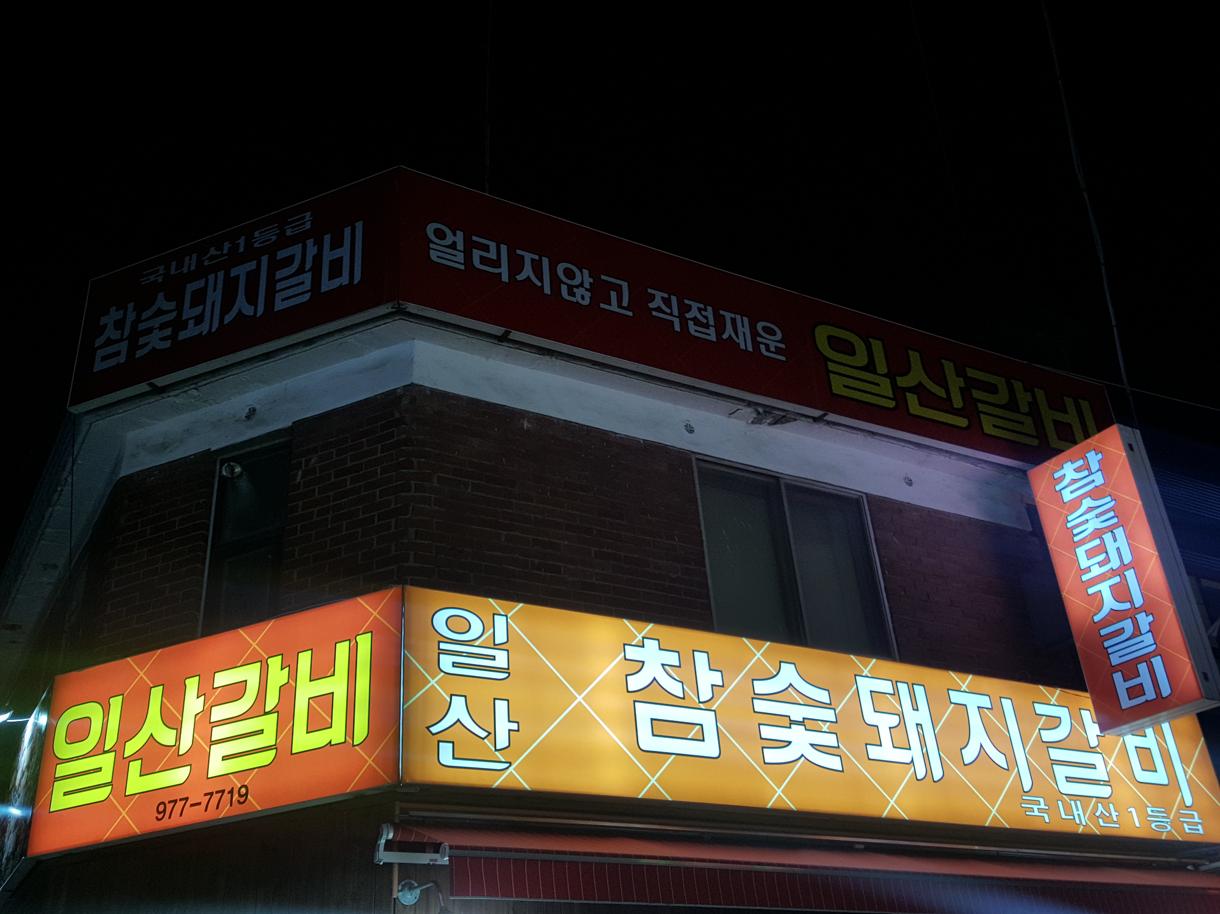 국내산1등급
참숯돼지갈비
얼리지않고 직접재운
일산갈비
참숯돼지갈비
일산갈비
977-7719
일산
참숯돼지갈비
국내산1등급